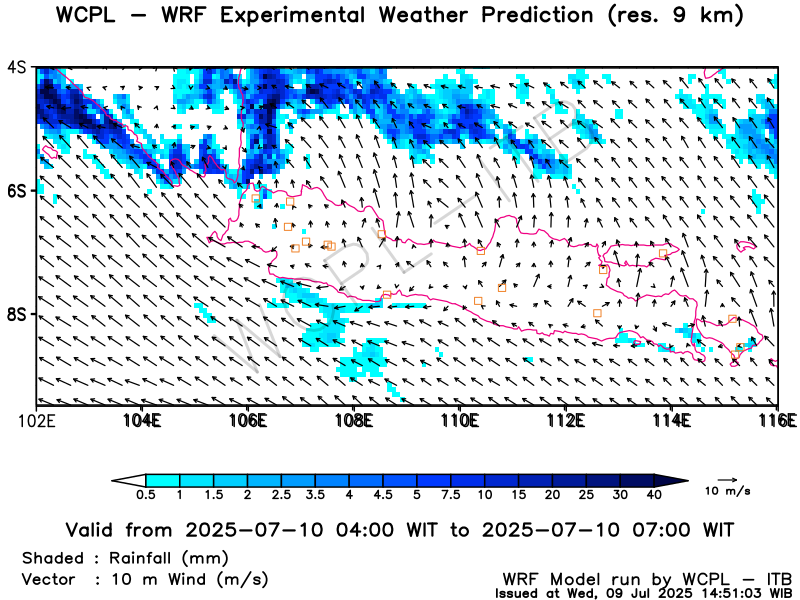 WCPL – WRF Experimental Weather Prediction (res. 9 km)
4S
6S
8S
WCPL-ITB
102E 104E 106E 108E 110E 112E 114E 116E
0.5 1 1.5 2 2.5 3.5 4 4.5 5 7.5 10 15 20 25 30 40
10 m/s
Valid from 2025-07-10 04:00 WIT to 2025-07-10 07:00 WIT
Shaded : Rainfall (mm)
Vector : 10 m Wind (m/s)
WRF Model run by WCPL – ITB
Issued at Wed, 09 Jul 2025 14:51:03 WIB